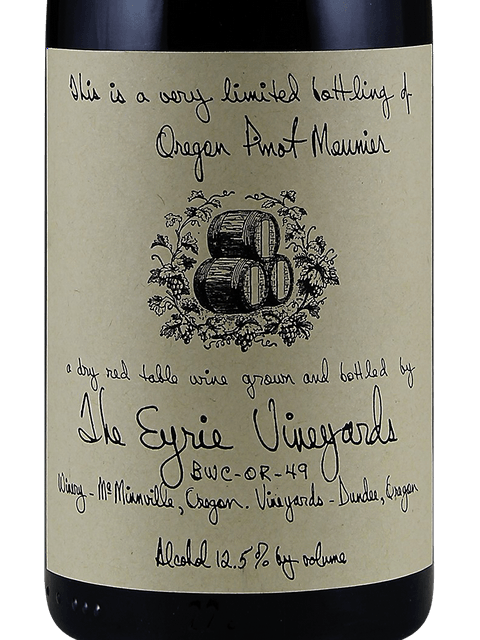 This is a very limited bottling of
Oregon Pinot Meunier
a dry red table wine grown and bottled by
The Eyrie Vineyards
BWC-OR-49
Winery - McMinnville, Oregon. Vineyards - Dundee, Oregon
Alcohol 12.5% by volume